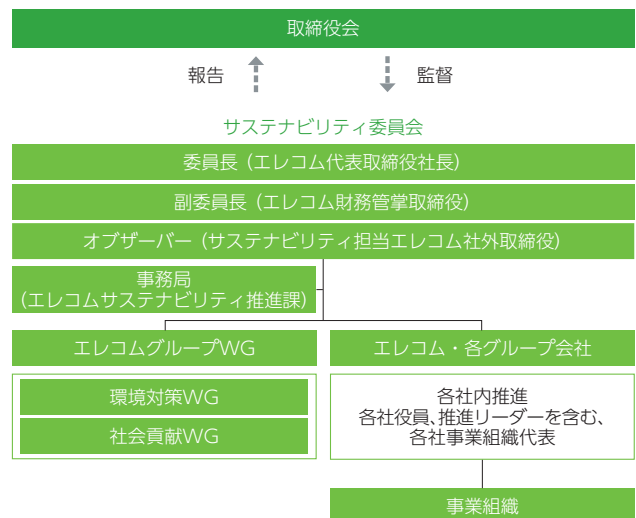 取締役会
報告
監督
サステナビリティ委員会
委員長（エレコム代表取締役社長）
副委員長（エレコム財務管掌取締役）
オブザーバー（サステナビリティ担当エレコム社外取締役）
事務局
（エレコムサステナビリティ推進課）
エレコムグループWG
エレコム・各グループ会社
環境対策WG
社会貢献WG
各社内推進
各社役員、推進リーダーを含む、
各社事業組織代表
事業組織